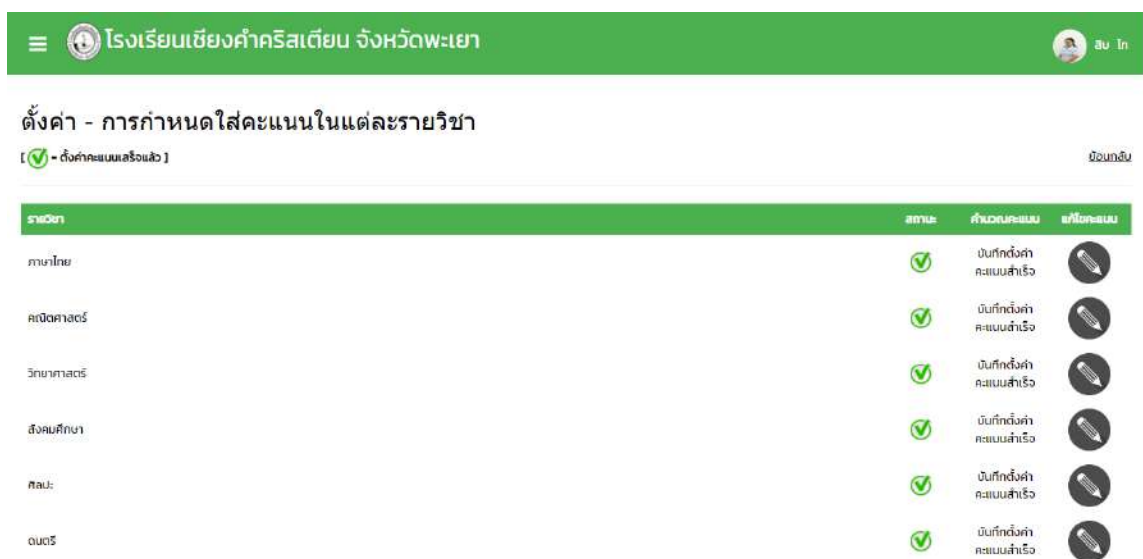 โรงเรียนเชียงคำคริสเตียน จังหวัดพะเยา
สิบ โท
ตั้งค่า - การกำหนดใส่คะแนนในแต่ละรายวิชา
[ - ตั้งค่าคะแนนเสร็จแล้ว ]
ย้อนกลับ
รายวิชา สถานะ คำนวณคะแนน แก้ไขคะแนน
ภาษาไทย
บันทึกตั้งค่า
คะแนนสำเร็จ
คณิตศาสตร์
บันทึกตั้งค่า
คะแนนสำเร็จ
วิทยาศาสตร์
บันทึกตั้งค่า
คะแนนสำเร็จ
สังคมศึกษา
บันทึกตั้งค่า
คะแนนสำเร็จ
ศิลปะ
บันทึกตั้งค่า
คะแนนสำเร็จ
ดนตรี
บันทึกตั้งค่า
คะแนนสำเร็จ